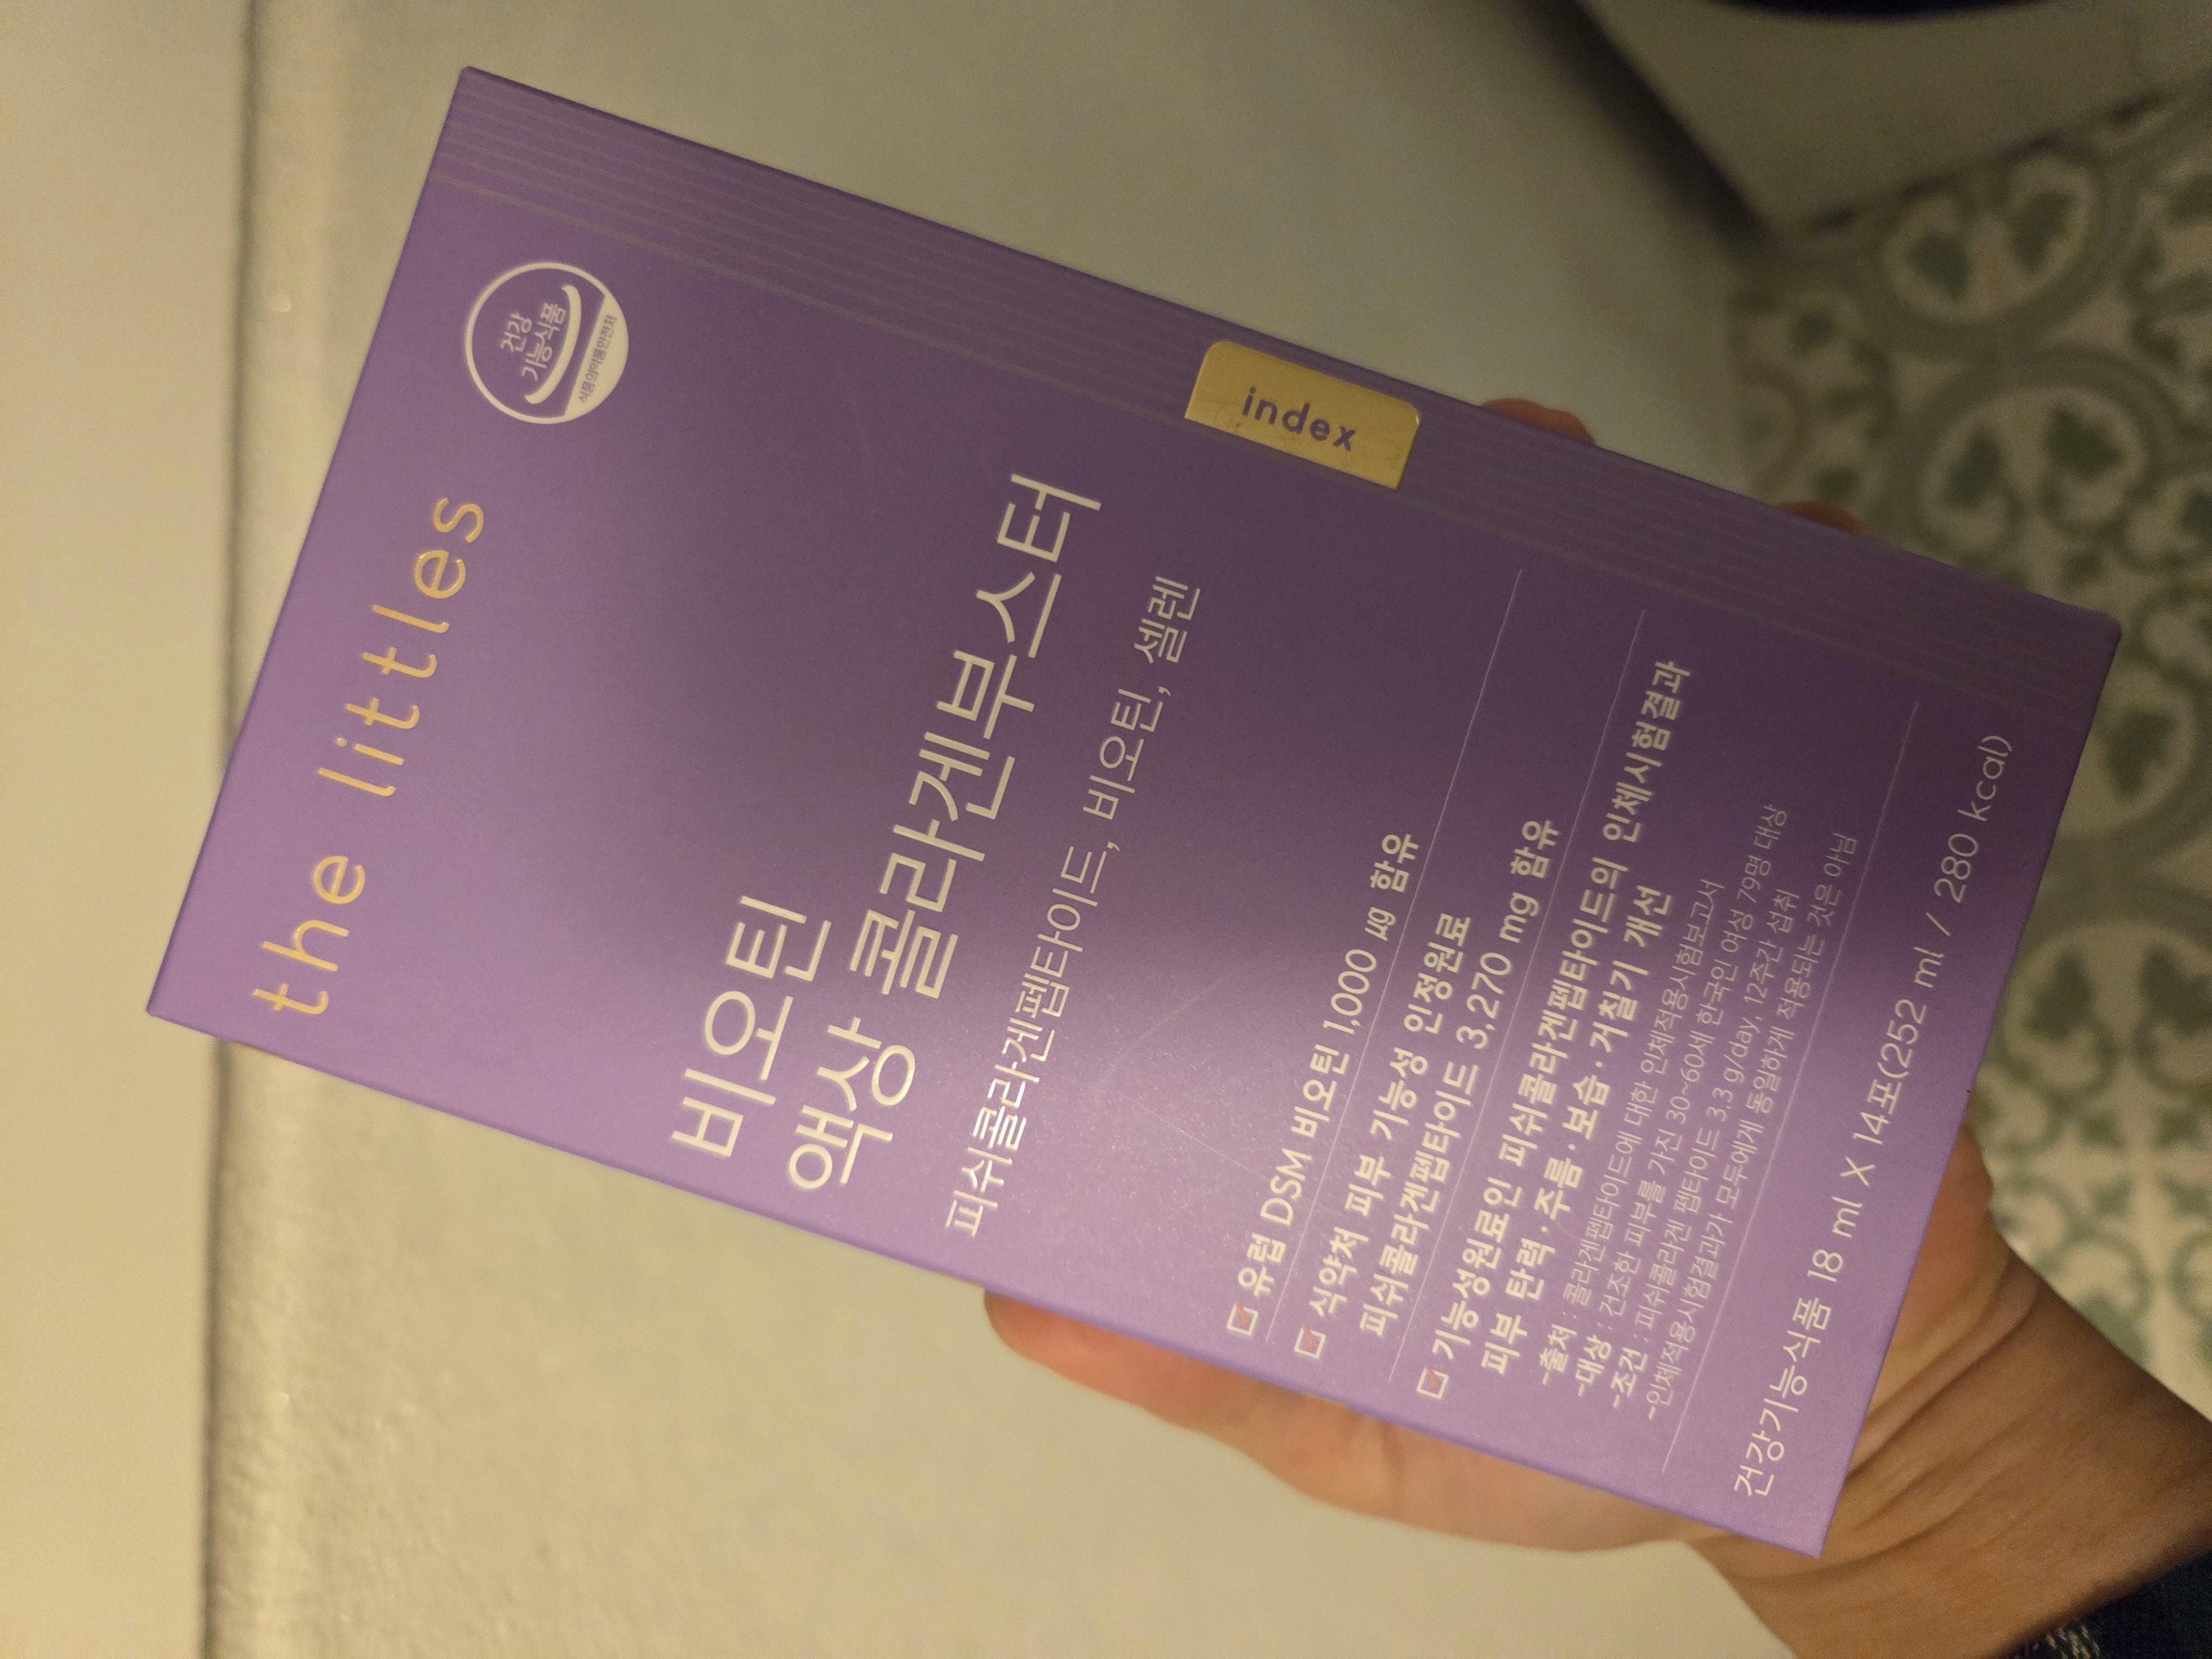 the littles
건강
기능식품
식품의약품안전처
index
비오틴
액상 콜라겐부스터
피쉬콜라겐펩타이드, 비오틴, 셀렌
유럽 DSM 비오틴 1,000 μg 함유
식약처 피부 기능성 인정원료
피쉬콜라겐펩타이드 3,270 mg 함유
기능성원료인 피쉬콜라겐펩타이드의 인체시험결과
피부 탄력·주름·보습·거칠기 개선
-출처 : 콜라겐펩타이드에 대한 인체적용시험보고서
-대상 : 건조한 피부를 가진 30~60세 한국인 여성 79명 대상
-조건 : 피쉬콜라겐 펩타이드 3.3 g/day, 12주간 섭취
-인체적용시험결과가 모두에게 동일하게 적용되는 것은 아님
건강기능식품 18 ml X 14포(252 ml / 280 kcal)